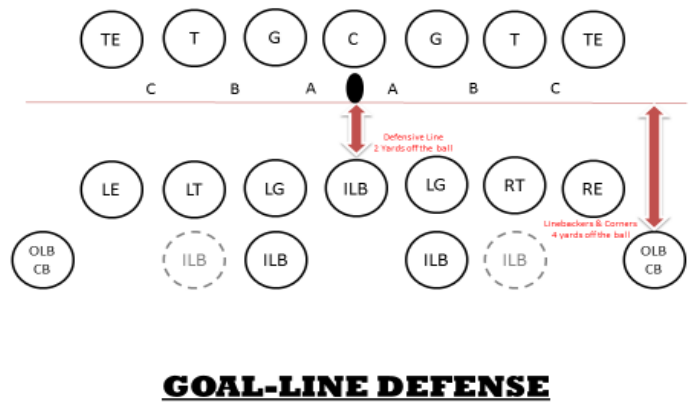 TE T G C G T TE
C B A A B C
Defensive Line
2 Yards off the ball
LE LT LG ILB LG RT RE
Linebackers & Corners
4 yards off the ball
OLB
CB
ILB ILB ILB ILB
OLB
CB
GOAL-LINE DEFENSE